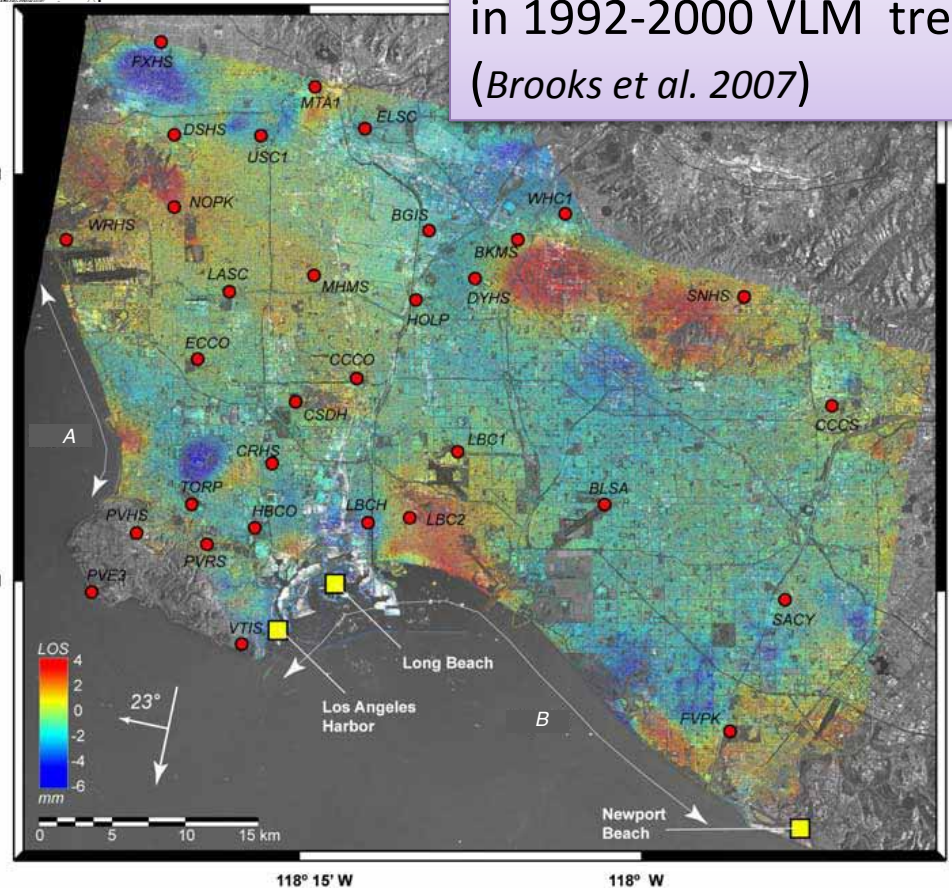 in 1992-2000 VLM tre
(Brooks et al. 2007)
FXHS
MTA1
ELSC
DSHS
USC1
NOPK
WHC1
WRHS
BGIS
BKMS
LASC
MHMS
DYHS
SNHS
HOLP
ECCO
CCCO
CSDH
CCCS
A
LBC1
CRHS
TORP
BLSA
HBCO
LBCH
LBC2
PVHS
PVRS
PVE3
SACY
VTIS
Long Beach
LOS
4
2
0
-2
-4
-6
mm
23°
Los Angeles
Harbor
B
FVPK
Newport
Beach
0 5 10 15 km
118° 15' W
118° W